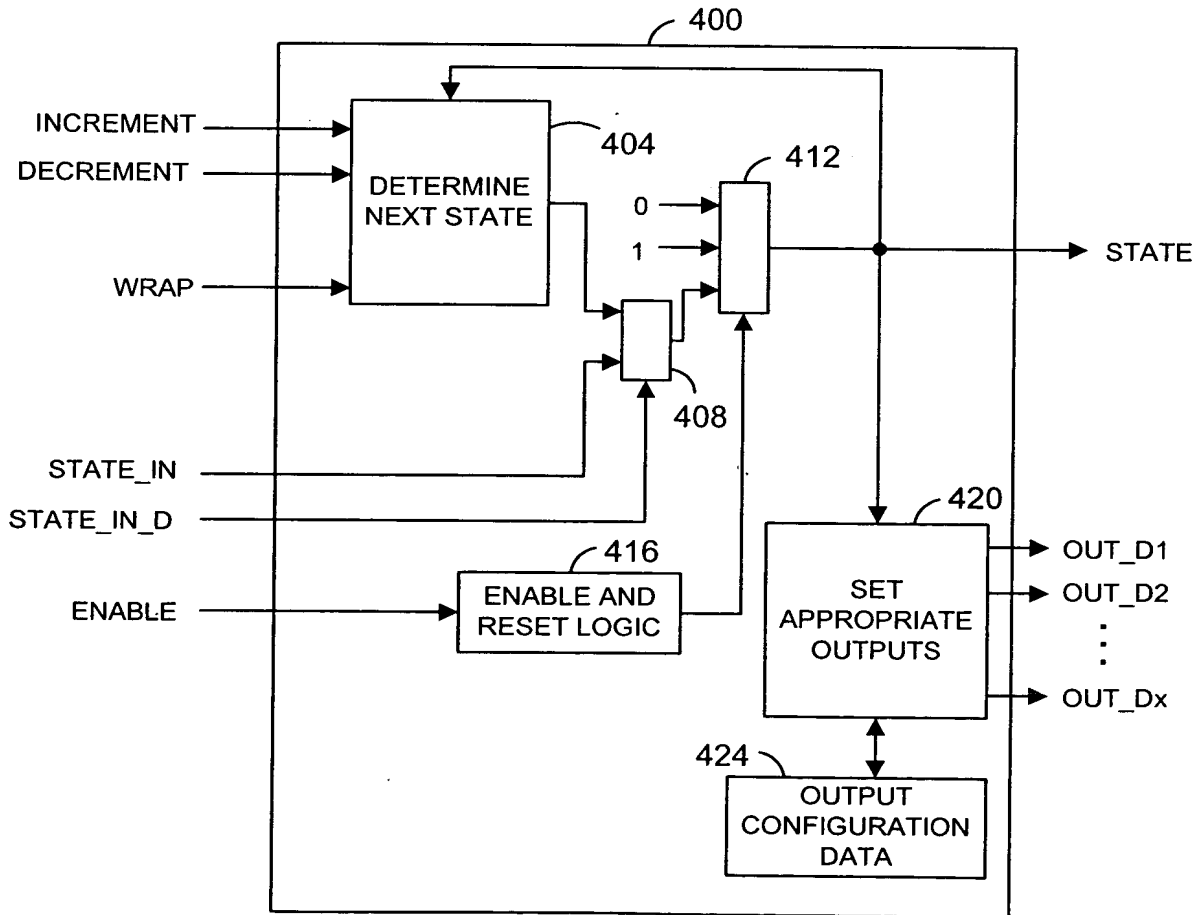 400
INCREMENT
DECREMENT
WRAP
DETERMINE
NEXT STATE
404
412
0
1
STATE
408
STATE_IN
STATE_IN_D
ENABLE
416
ENABLE AND
RESET LOGIC
420
SET
APPROPRIATE
OUTPUTS
OUT_D1
OUT_D2
OUT_Dx
424
OUTPUT
CONFIGURATION
DATA